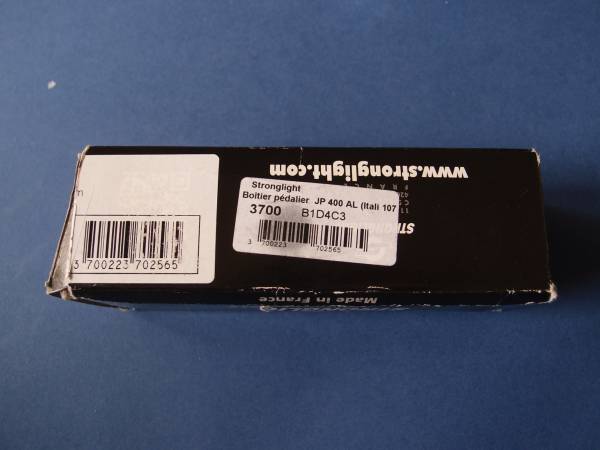 www.stronglight.com
Stronglight
Boitier pédalier JP 400 AL (Itali 107
3700 B1D4C3
3 700223 702565
3 700223 702565
FRANCE
Made in France